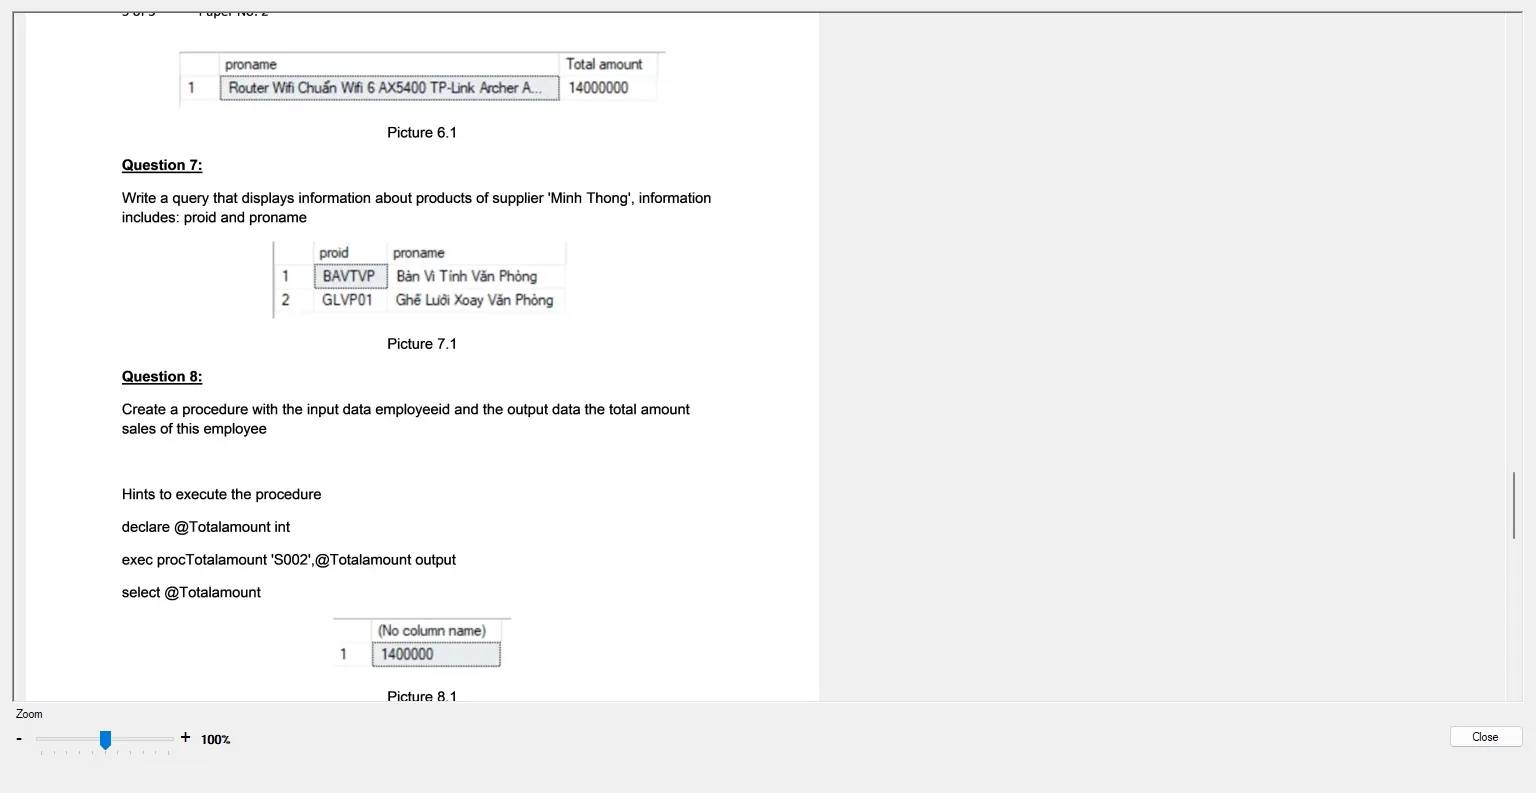 5 of 5 Paper No: 2
proname Total amount
1 Router Wifi Chuẩn Wifi 6 AX5400 TP-Link Archer A... 14000000
Picture 6.1
Question 7:
Write a query that displays information about products of supplier 'Minh Thong', information
includes: proid and proname
proid proname
1 BAVTVP Bàn Vi Tính Văn Phòng
2 GLVP01 Ghế Lưới Xoay Văn Phòng
Picture 7.1
Question 8:
Create a procedure with the input data employeeid and the output data the total amount
sales of this employee
Hints to execute the procedure
declare @Totalamount int
exec procTotalamount 'S002',@Totalamount output
select @Totalamount
(No column name)
1 1400000
Picture 8.1
Zoom
- + 100%
Close